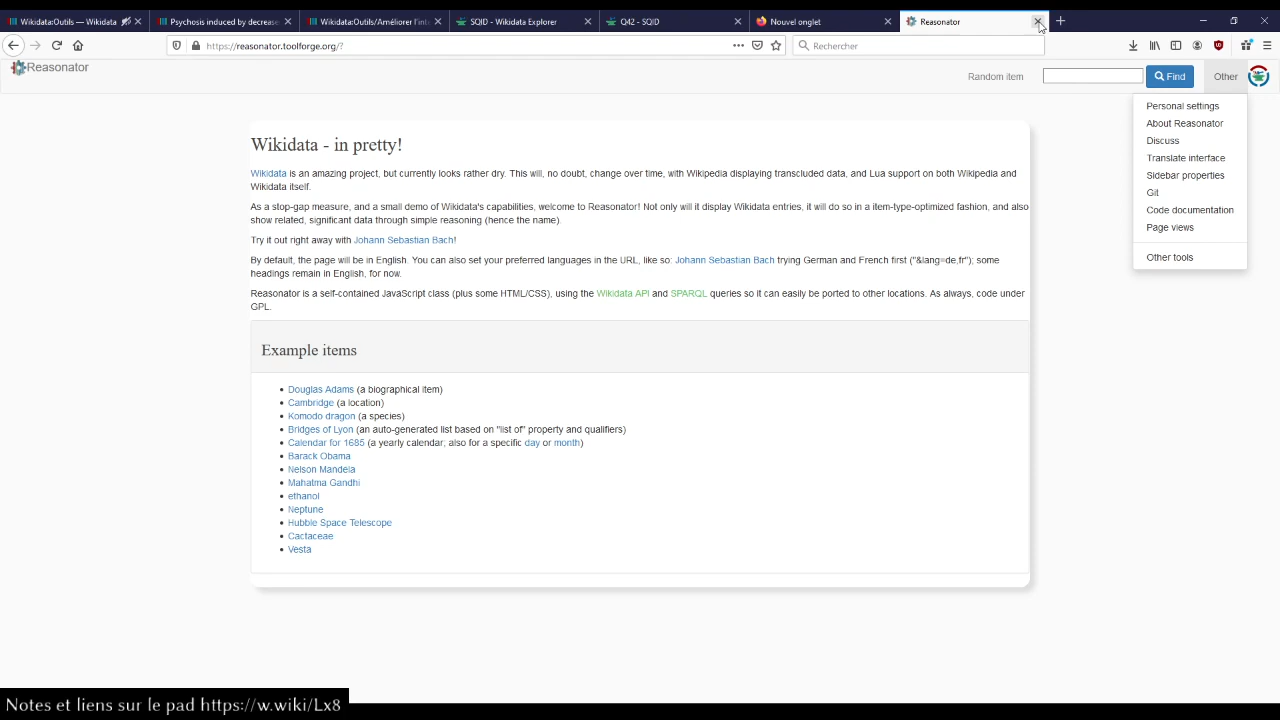 Wikidata:Outils — Wikidata
Psychosis induced by decrease
Wikidata:Outils/Améliorer l'inte
SQID - Wikidata Explorer
Q42 - SQID
Nouvel onglet
Reasonator
https://reasonator.toolforge.org/?
Rechercher
Reasonator
Random item
Find
Other
Personal settings
About Reasonator
Discuss
Translate interface
Sidebar properties
Git
Code documentation
Page views
Other tools
Wikidata - in pretty!
Wikidata is an amazing project, but currently looks rather dry. This will, no doubt, change over time, with Wikipedia displaying transcluded data, and Lua support on both Wikipedia and
Wikidata itself.
As a stop-gap measure, and a small demo of Wikidata's capabilities, welcome to Reasonator! Not only will it display Wikidata entries, it will do so in a item-type-optimized fashion, and also
show related, significant data through simple reasoning (hence the name).
Try it out right away with Johann Sebastian Bach!
By default, the page will be in English. You can also set your preferred languages in the URL, like so: Johann Sebastian Bach trying German and French first ("&lang=de,fr"); some
headings remain in English, for now.
Reasonator is a self-contained JavaScript class (plus some HTML/CSS), using the Wikidata API and SPARQL queries so it can easily be ported to other locations. As always, code under
GPL.
Example items
• Douglas Adams (a biographical item)
• Cambridge (a location)
• Komodo dragon (a species)
• Bridges of Lyon (an auto-generated list based on "list of" property and qualifiers)
• Calendar for 1685 (a yearly calendar; also for a specific day or month)
• Barack Obama
• Nelson Mandela
• Mahatma Gandhi
• ethanol
• Neptune
• Hubble Space Telescope
• Cactaceae
• Vesta
Notes et liens sur le pad https://w.wiki/Lx8